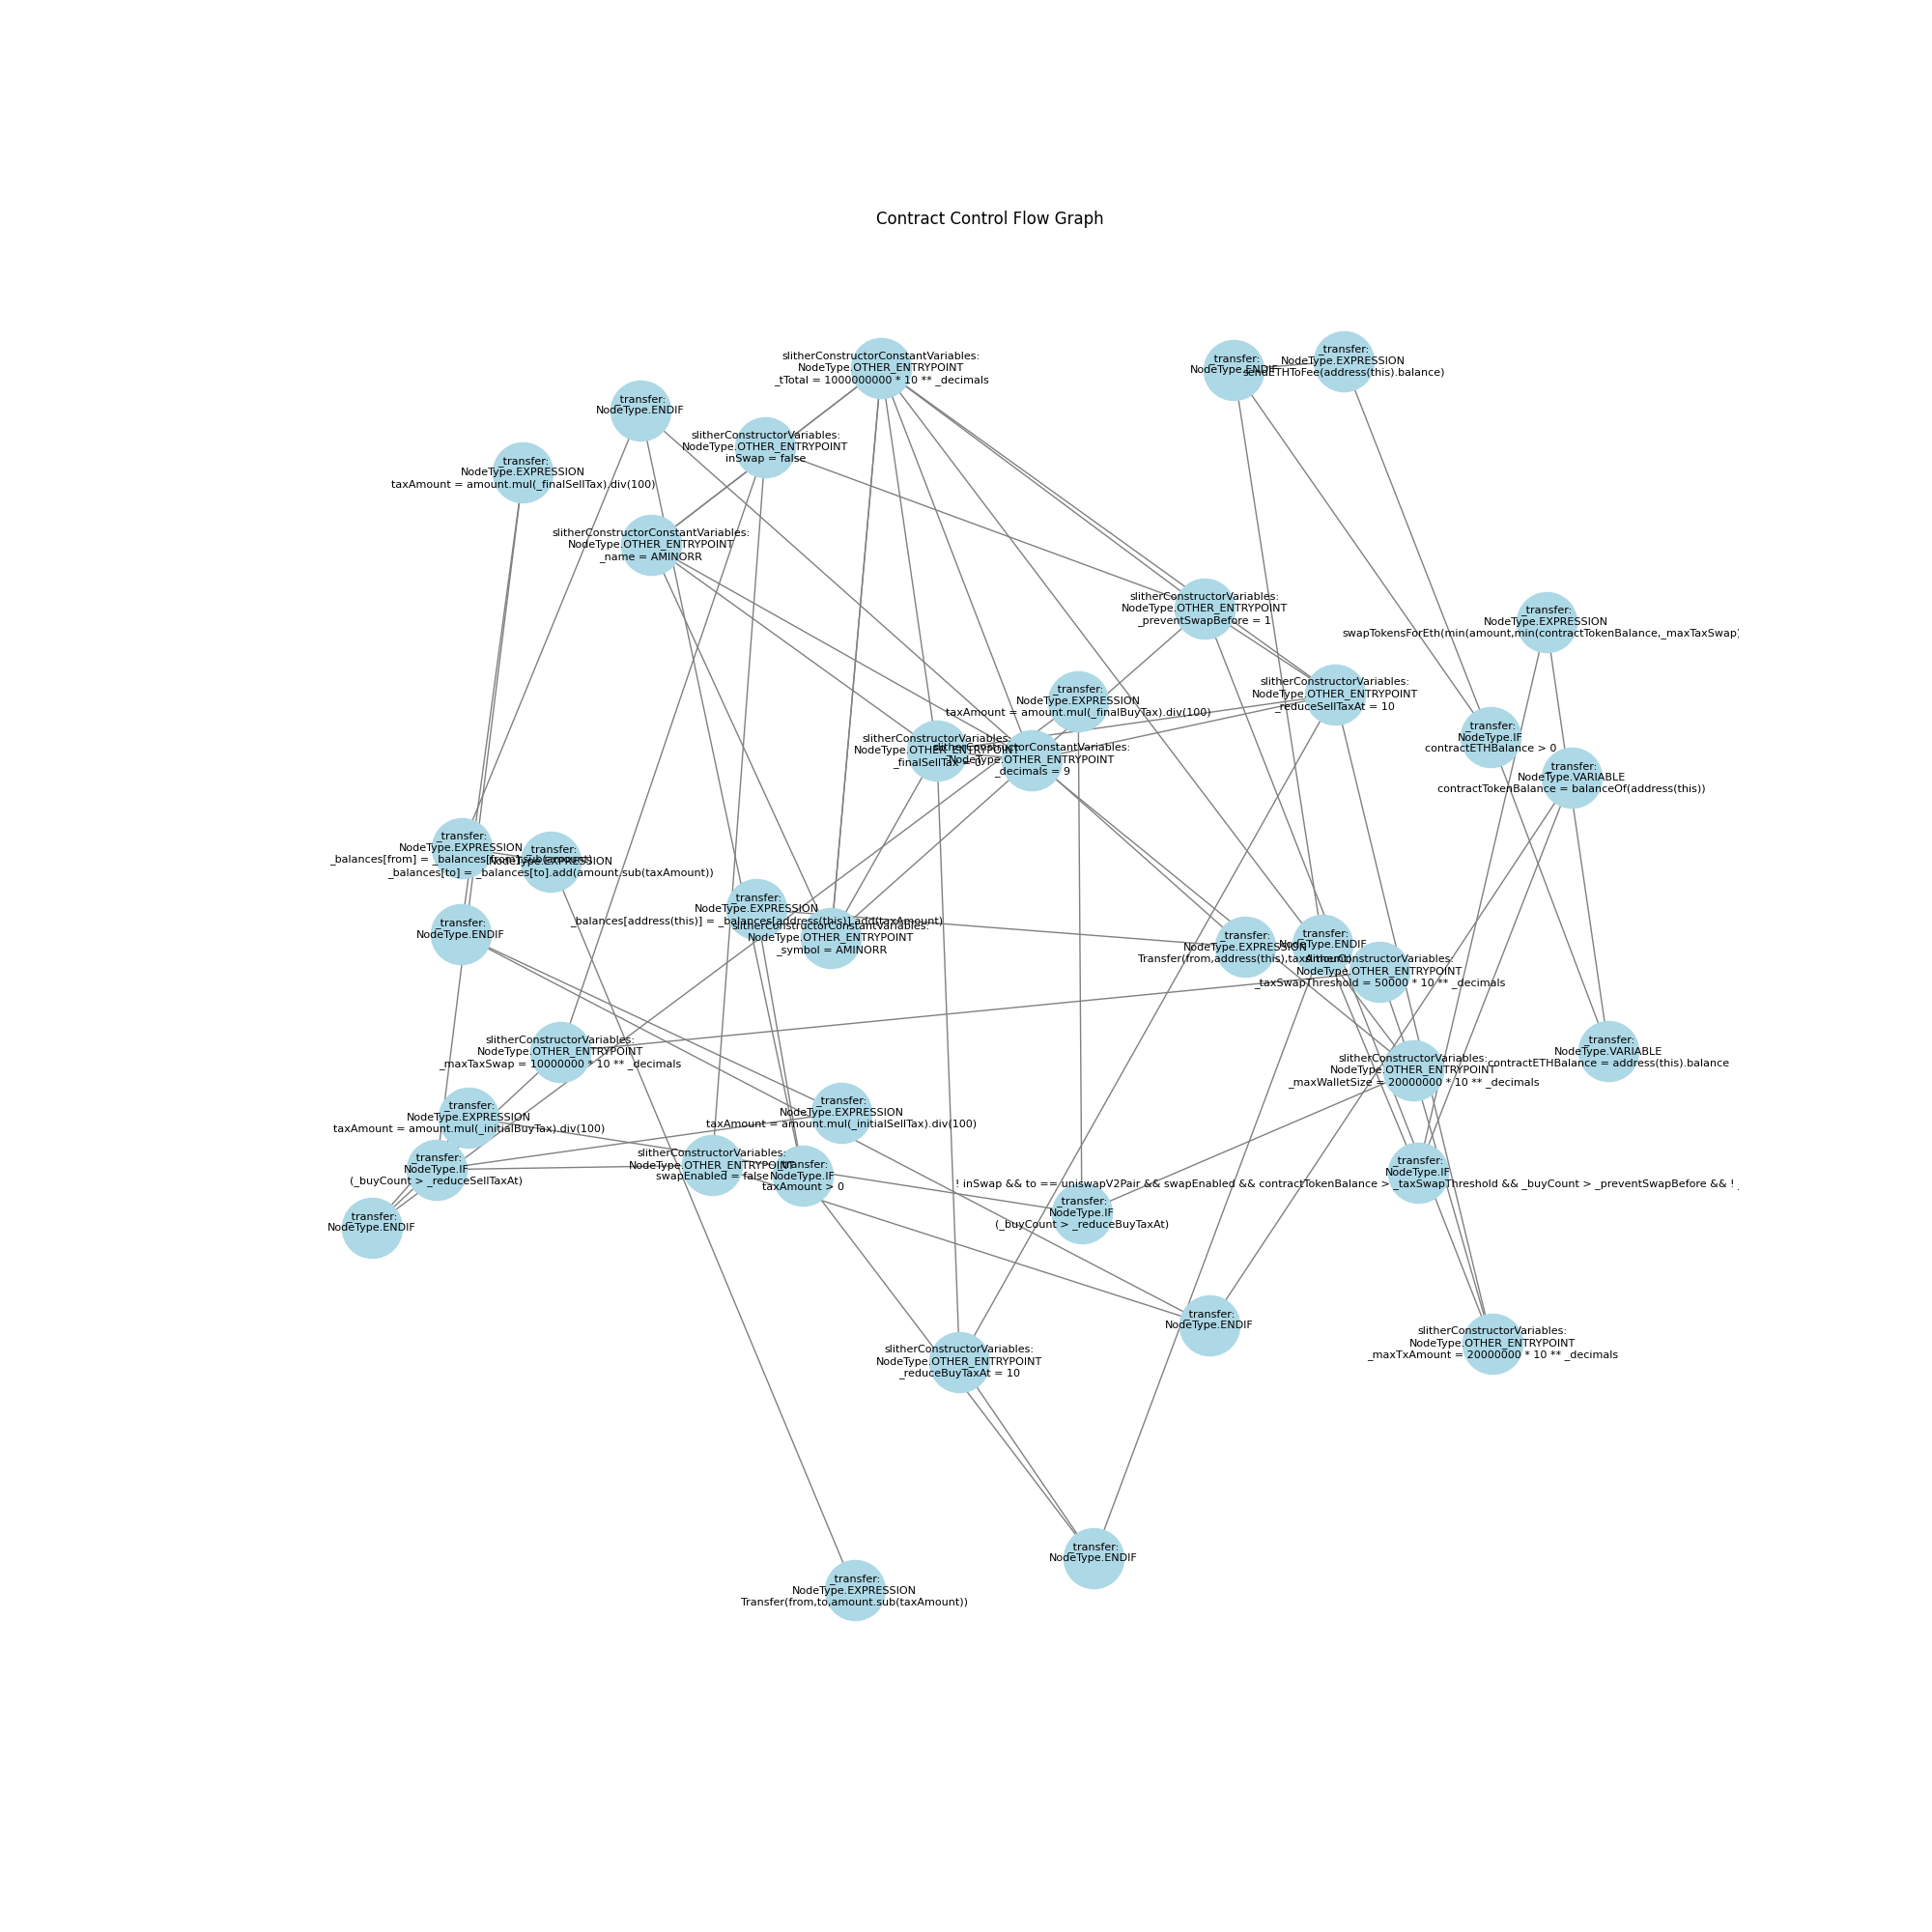 Contract Control Flow Graph
_transfer:
NodeType.EXPRESSION
sendETHToFee(address(this).balance)
slitherConstructorConstantVariables:
NodeType.OTHER_ENTRYPOINT
_tTotal = 1000000000 * 10 ** _decimals
_transfer:
NodeType.ENDIF
_transfer:
NodeType.ENDIF
slitherConstructorVariables:
NodeType.OTHER_ENTRYPOINT
inSwap = false
_transfer:
NodeType.EXPRESSION
taxAmount = amount.mul(_finalSellTax).div(100)
slitherConstructorConstantVariables:
NodeType.OTHER_ENTRYPOINT
_name = AMINORR
slitherConstructorVariables:
NodeType.OTHER_ENTRYPOINT
_preventSwapBefore = 1
_transfer:
NodeType.EXPRESSION
swapTokensForEth(min(amount,min(contractTokenBalance,_maxTaxSwap)
slitherConstructorVariables:
NodeType.OTHER_ENTRYPOINT
_reduceSellTaxAt = 10
_transfer:
NodeType.EXPRESSION
taxAmount = amount.mul(_finalBuyTax).div(100)
_transfer:
NodeType.IF
contractETHBalance > 0
slitherConstructorVariables:
NodeType.OTHER_ENTRYPOINT
_finalSellTax = 0
slitherConstructorConstantVariables:
NodeType.OTHER_ENTRYPOINT
_decimals = 9
_transfer:
NodeType.VARIABLE
contractTokenBalance = balanceOf(address(this))
_transfer:
NodeType.EXPRESSION
_balances[from] = _balances[from].sub(amount)
_transfer:
NodeType.EXPRESSION
_balances[to] = _balances[to].add(amount.sub(taxAmount))
_transfer:
NodeType.EXPRESSION
_balances[address(this)] = _balances[address(this)].add(taxAmount)
_transfer:
NodeType.ENDIF
slitherConstructorConstantVariables:
NodeType.OTHER_ENTRYPOINT
_symbol = AMINORR
_transfer:
NodeType.EXPRESSION
Transfer(from,address(this),taxAmount)
_transfer:
NodeType.ENDIF
slitherConstructorVariables:
NodeType.OTHER_ENTRYPOINT
_taxSwapThreshold = 50000 * 10 ** _decimals
slitherConstructorVariables:
NodeType.OTHER_ENTRYPOINT
_maxTaxSwap = 10000000 * 10 ** _decimals
_transfer:
NodeType.VARIABLE
contractETHBalance = address(this).balance
slitherConstructorVariables:
NodeType.OTHER_ENTRYPOINT
_maxWalletSize = 20000000 * 10 ** _decimals
_transfer:
NodeType.EXPRESSION
taxAmount = amount.mul(_initialBuyTax).div(100)
_transfer:
NodeType.EXPRESSION
taxAmount = amount.mul(_initialSellTax).div(100)
_transfer:
NodeType.IF
(_buyCount > _reduceSellTaxAt)
slitherConstructorVariables:
NodeType.OTHER_ENTRYPOINT
swapEnabled = false
_transfer:
NodeType.IF
taxAmount > 0
_transfer:
NodeType.IF
! inSwap && to == uniswapV2Pair && swapEnabled && contractTokenBalance > _taxSwapThreshold && _buyCount > _preventSwapBefore && !
_transfer:
NodeType.IF
(_buyCount > _reduceBuyTaxAt)
_transfer:
NodeType.ENDIF
_transfer:
NodeType.ENDIF
slitherConstructorVariables:
NodeType.OTHER_ENTRYPOINT
_maxTxAmount = 20000000 * 10 ** _decimals
slitherConstructorVariables:
NodeType.OTHER_ENTRYPOINT
_reduceBuyTaxAt = 10
_transfer:
NodeType.ENDIF
_transfer:
NodeType.EXPRESSION
Transfer(from,to,amount.sub(taxAmount))